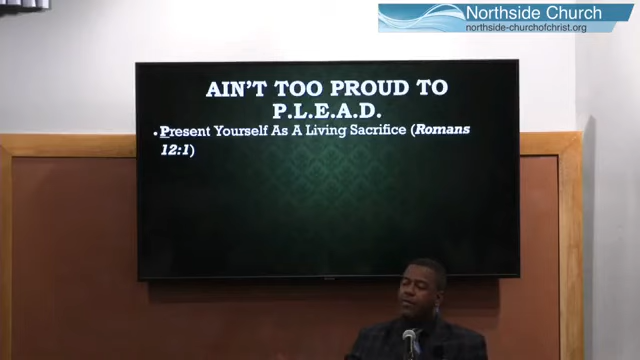 Northside Church
northside-churchofchrist.org
AIN'T TOO PROUD TO
P.L.E.A.D.
• Present Yourself As A Living Sacrifice (Romans
12:1)